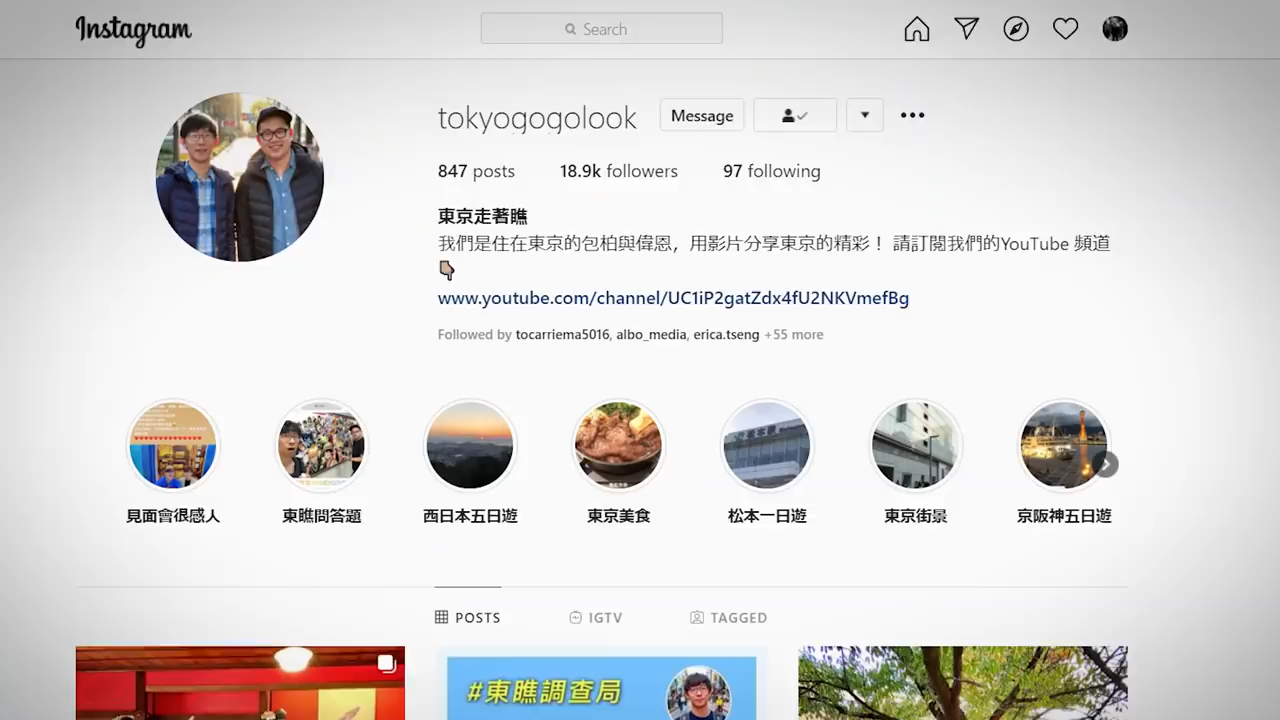 Instagram
Search
tokyogogolook
Message
847 posts
18.9k followers
97 following
東京走著瞧
我們是住在東京的包柏與偉恩，用影片分享東京的精彩！ 請訂閱我們的YouTube 頻道
www.youtube.com/channel/UC1iP2gatZdx4fU2NKVmefBg
Followed by tocarriema5016, albo_media, erica.tseng +55 more
見面會很感人
東瞧問答題
西日本五日遊
東京美食
松本一日遊
東京街景
京阪神五日遊
POSTS
IGTV
TAGGED
#東瞧調查局